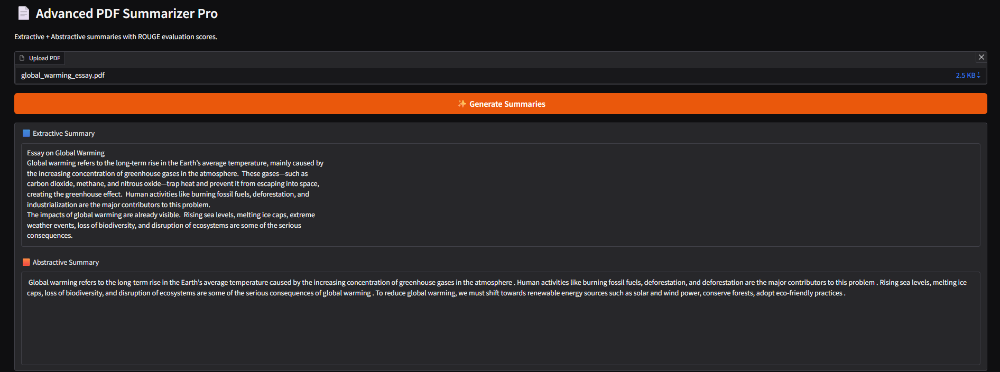 Advanced PDF Summarizer Pro
Extractive + Abstractive summaries with ROUGE evaluation scores.
Upload PDF
global_warming_essay.pdf
2.5 KB ↓
✨ Generate Summaries
Extractive Summary
Essay on Global Warming
Global warming refers to the long-term rise in the Earth’s average temperature, mainly caused by
the increasing concentration of greenhouse gases in the atmosphere.  These gases—such as
carbon dioxide, methane, and nitrous oxide—trap heat and prevent it from escaping into space,
creating the greenhouse effect.  Human activities like burning fossil fuels, deforestation, and
industrialization are the major contributors to this problem.
The impacts of global warming are already visible.  Rising sea levels, melting ice caps, extreme
weather events, loss of biodiversity, and disruption of ecosystems are some of the serious
consequences.
Abstractive Summary
Global warming refers to the long-term rise in the Earth’s average temperature caused by the increasing concentration of greenhouse gases in the atmosphere . Human activities like burning fossil fuels, deforestation, and deforestation are the major contributors to this problem . Rising sea levels, melting ice
caps, loss of biodiversity, and disruption of ecosystems are some of the serious consequences of global warming . To reduce global warming, we must shift towards renewable energy sources such as solar and wind power, conserve forests, adopt eco-friendly practices .